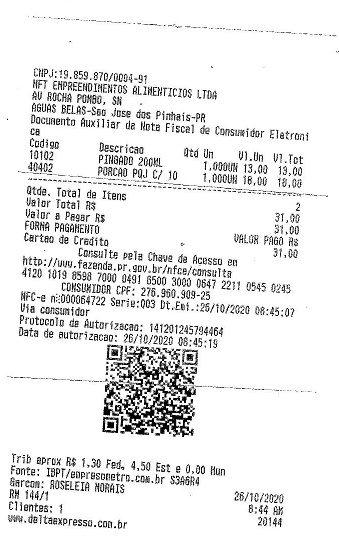 CNPJ:19.859.870/0004-91
NFT EMPREENDIMENTOS ALIMENTICIOS LTDA
AV ROCHA POMBO, SN
AGUAS BELAS-Sao Jose dos Pinhais-PR
Documento Auxiliar da Nota Fiscal de Consumidor Eletroni
ca
Codigo Descricao Qtd Un Vl.Un Vl.Tot
10102 PINGADO 200ML 1,000UN 13,00 13,00
40402 PORCAO PQJ C/ 10 1,000UN 18,00 18,00
Qtde. Total de Itens 2
Valor Total R$ 31,00
Valor a Pagar R$ 31,00
FORMA PAGAMENTO VALOR PAGO R$
Cartao de Credito 31,00
Consulte pela Chave de Acesso em
http://www.fazenda.pr.gov.br/nfce/consulta
4120 1019 8598 7000 0491 6500 3000 0647 2211 0545 0245
CONSUMIDOR CPF: 276.960.909-25
NFC-e n:000064722 Serie:003 Dt.Emi.:26/10/2020 08:45:07
Via consumidor
Protocolo de Autorizacao: 141201245794464
Data de autorizacao: 26/10/2020 08:45:19
Trib aprox R$ 1,30 Fed, 4,50 Est e 0,00 Mun
Fonte: IBPT/empresometro.com.br S3A6R4
Garcom: ROSELEIA MORAIS 26/10/2020
RM 144/1 8:44 AM
Clientes: 1 20144
www.deltaexpresso.com.br